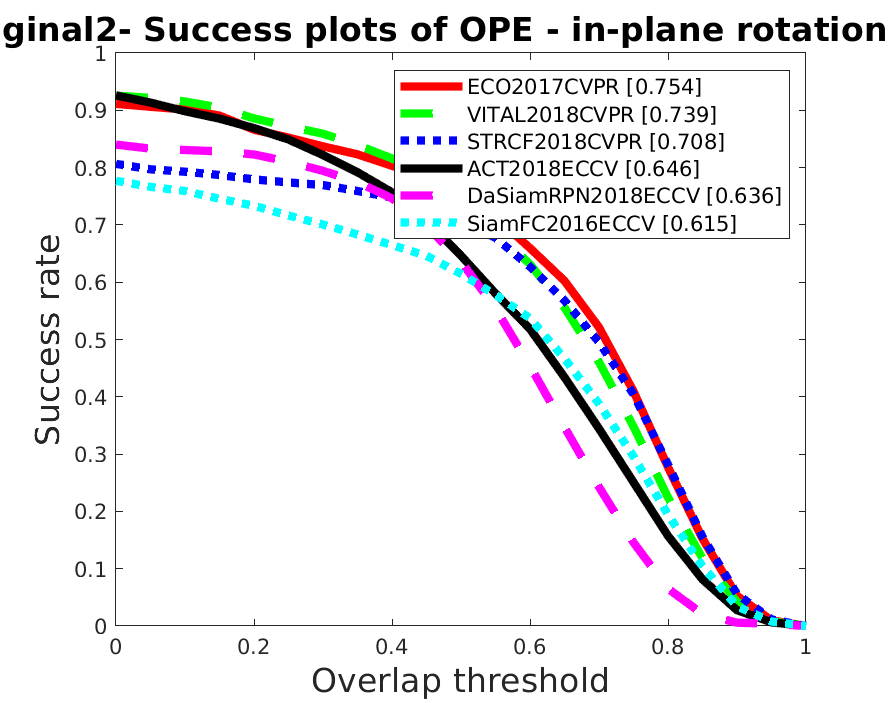 ginal2- Success plots of OPE - in-plane rotation
1
0.9
0.8
0.7
0.6
0.5
0.4
0.3
0.2
0.1
0
Success rate
ECO2017CVPR [0.754]
VITAL2018CVPR [0.739]
STRCF2018CVPR [0.708]
ACT2018ECCV [0.646]
DaSiamRPN2018ECCV [0.636]
SiamFC2016ECCV [0.615]
0 0.2 0.4 0.6 0.8 1
Overlap threshold